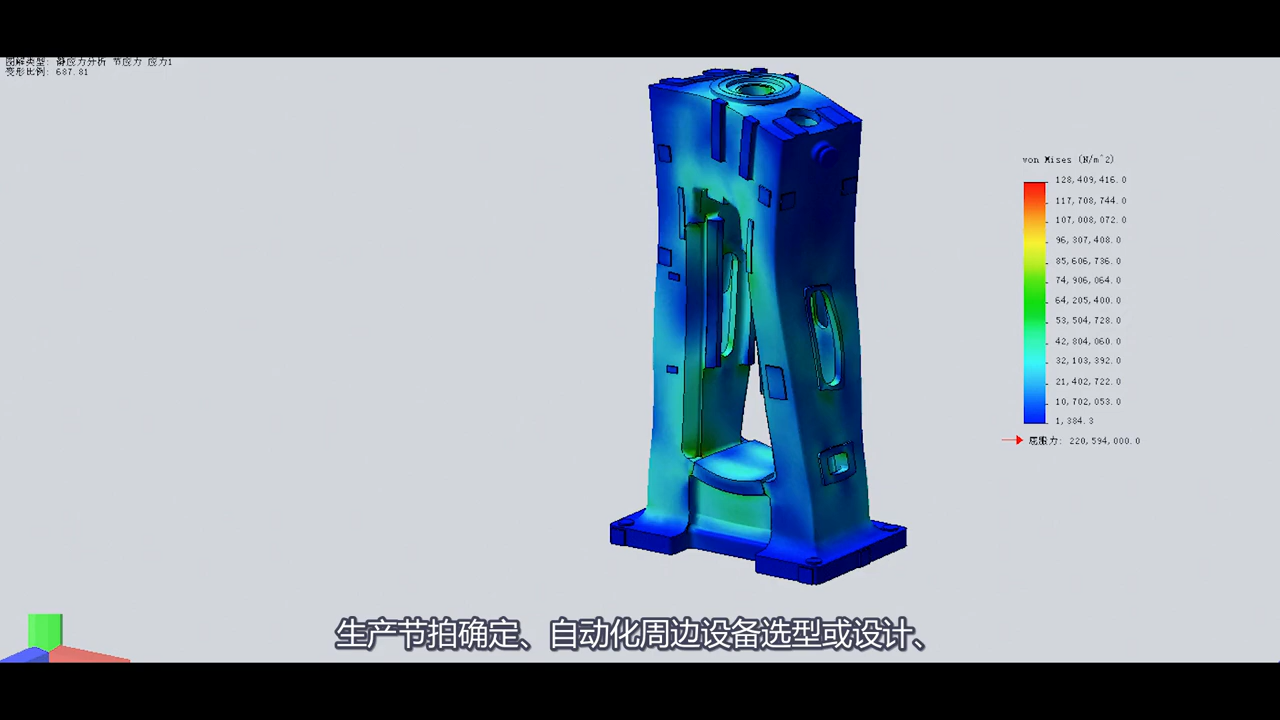 图解类型: 静应力分析 节应力 应力1
变形比例: 687.81
von Mises (N/m^2)
128,409,416.0
117,708,744.0
107,008,072.0
96,307,408.0
85,606,736.0
74,906,064.0
64,205,400.0
53,504,728.0
42,804,060.0
32,103,392.0
21,402,722.0
10,702,053.0
1,384.3
屈服力: 220,594,000.0
生产节拍确定、自动化周边设备选型或设计、